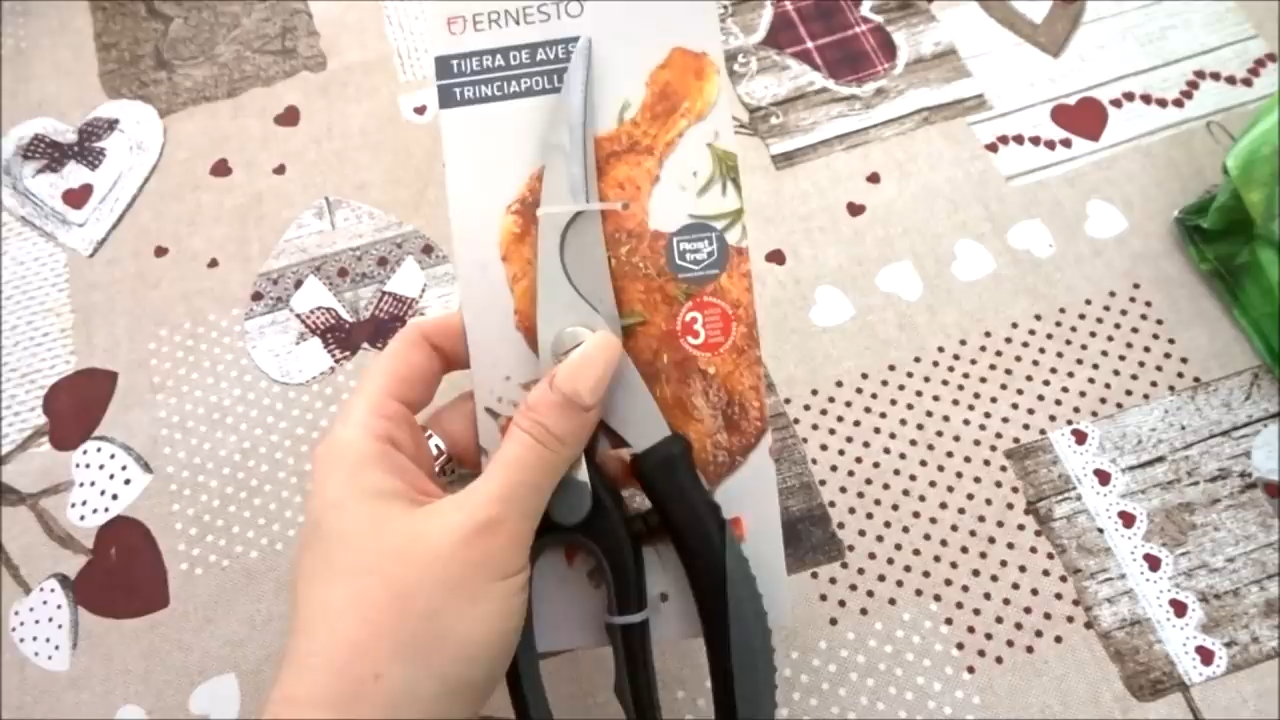 ERNESTO
TIJERA DE AVES
TRINCIAPOLL
Rost
frei
3